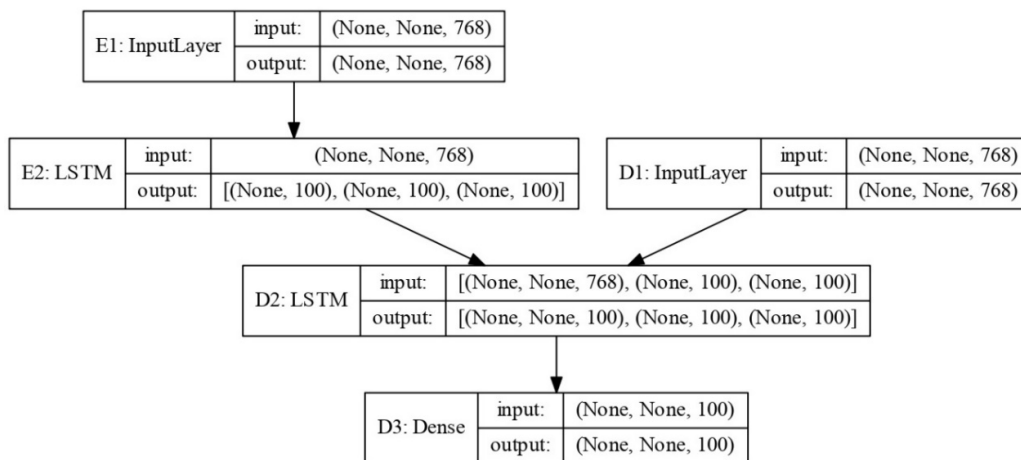 E1: InputLayer input: (None, None, 768)
output: (None, None, 768)
E2: LSTM input: (None, None, 768)
output: [(None, 100), (None, 100), (None, 100)]
D1: InputLayer input: (None, None, 768)
output: (None, None, 768)
D2: LSTM input: [(None, None, 768), (None, 100), (None, 100)]
output: [(None, None, 100), (None, 100), (None, 100)]
D3: Dense input: (None, None, 100)
output: (None, None, 100)